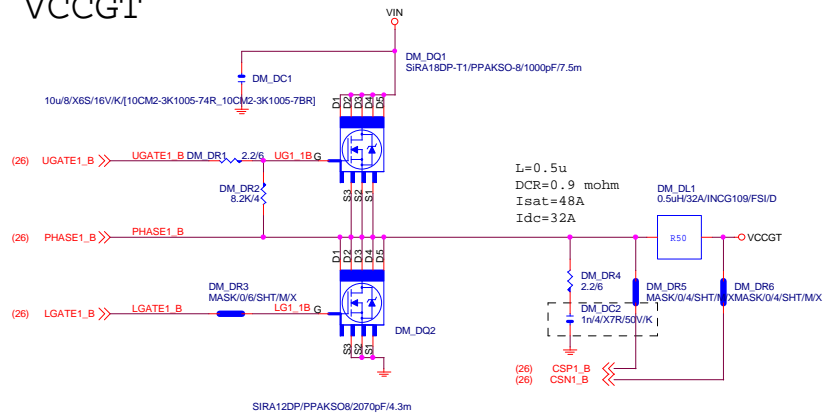 VCCGT
VIN
DM_DQ1
SiRA18DP-T1/PPAKSO-8/1000pF/7.5m
DM_DC1
10u/8/X6S/16V/K/[10CM2-3K1005-74R_10CM2-3K1005-7BR]
D1
D2
D3
D4
D5
(26) UGATE1_B UGATE1_B DM_DR1 2.2/6 UG1_1B G
S3
S2
S1
DM_DR2
8.2K/4
L=0.5u
DCR=0.9 mohm
Isat=48A
Idc=32A
DM_DL1
0.5uH/32A/INCG109/FSI/D
(26) PHASE1_B PHASE1_B
R50
VCCGT
D1
D2
D3
D4
D5
DM_DR3
MASK/0/6/SHT/M/X
DM_DR4
2.2/6
DM_DR5
MASK/0/4/SHT/M/X
DM_DR6
MASK/0/4/SHT/M/X
(26) LGATE1_B LGATE1_B LG1_1B G
DM_DC2
1n/4/X7R/50V/K
DM_DQ2
S3
S2
S1
(26) CSP1_B
(26) CSN1_B
SIRA12DP/PPAKSO8/2070pF/4.3m